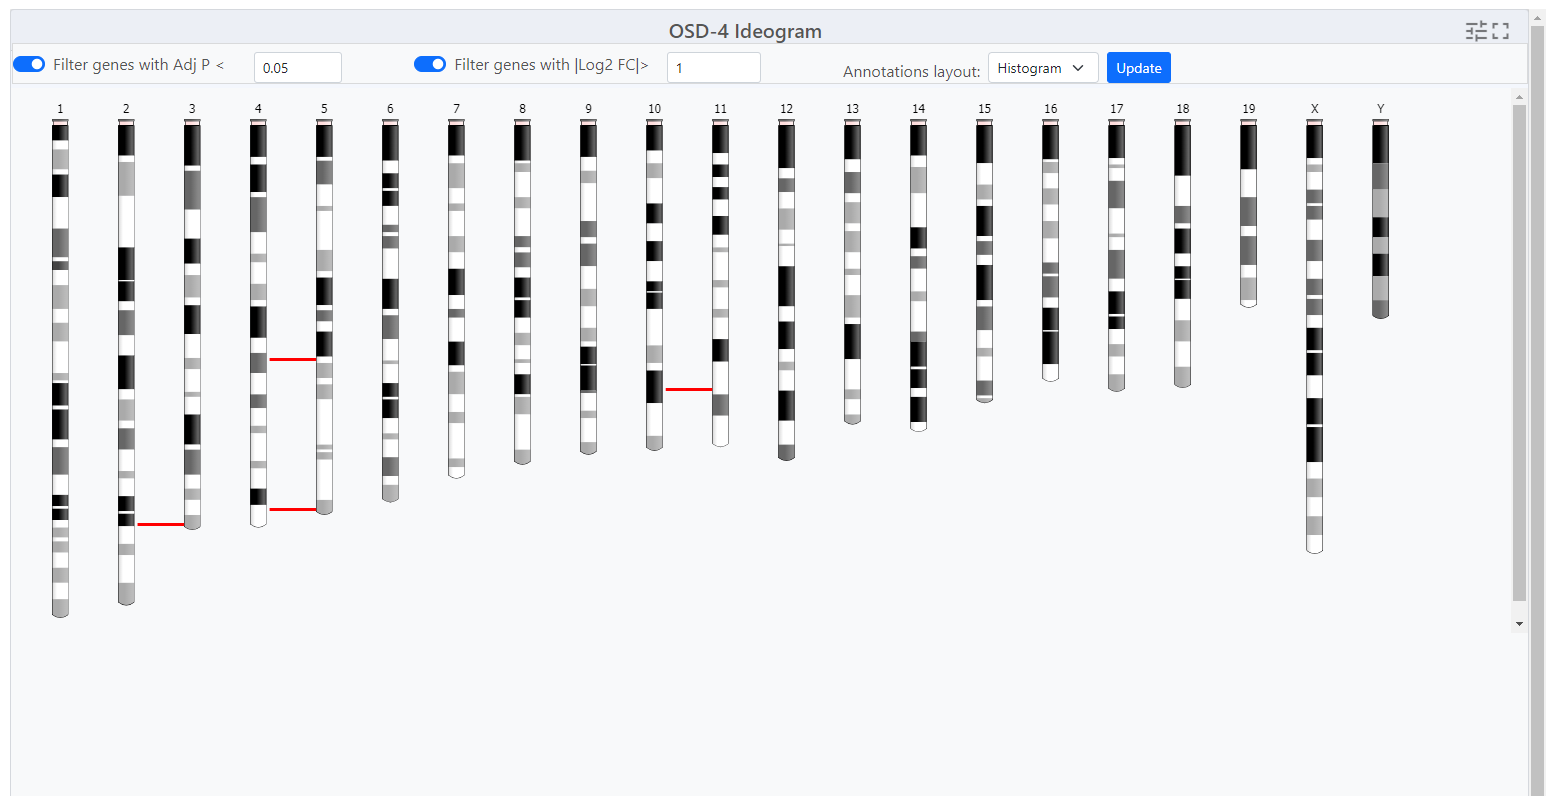 OSD-4 Ideogram
Filter genes with Adj P < 0.05 Filter genes with |Log2 FC|> 1 Annotations layout: Histogram Update
1 2 3 4 5 6 7 8 9 10 11 12 13 14 15 16 17 18 19 X Y